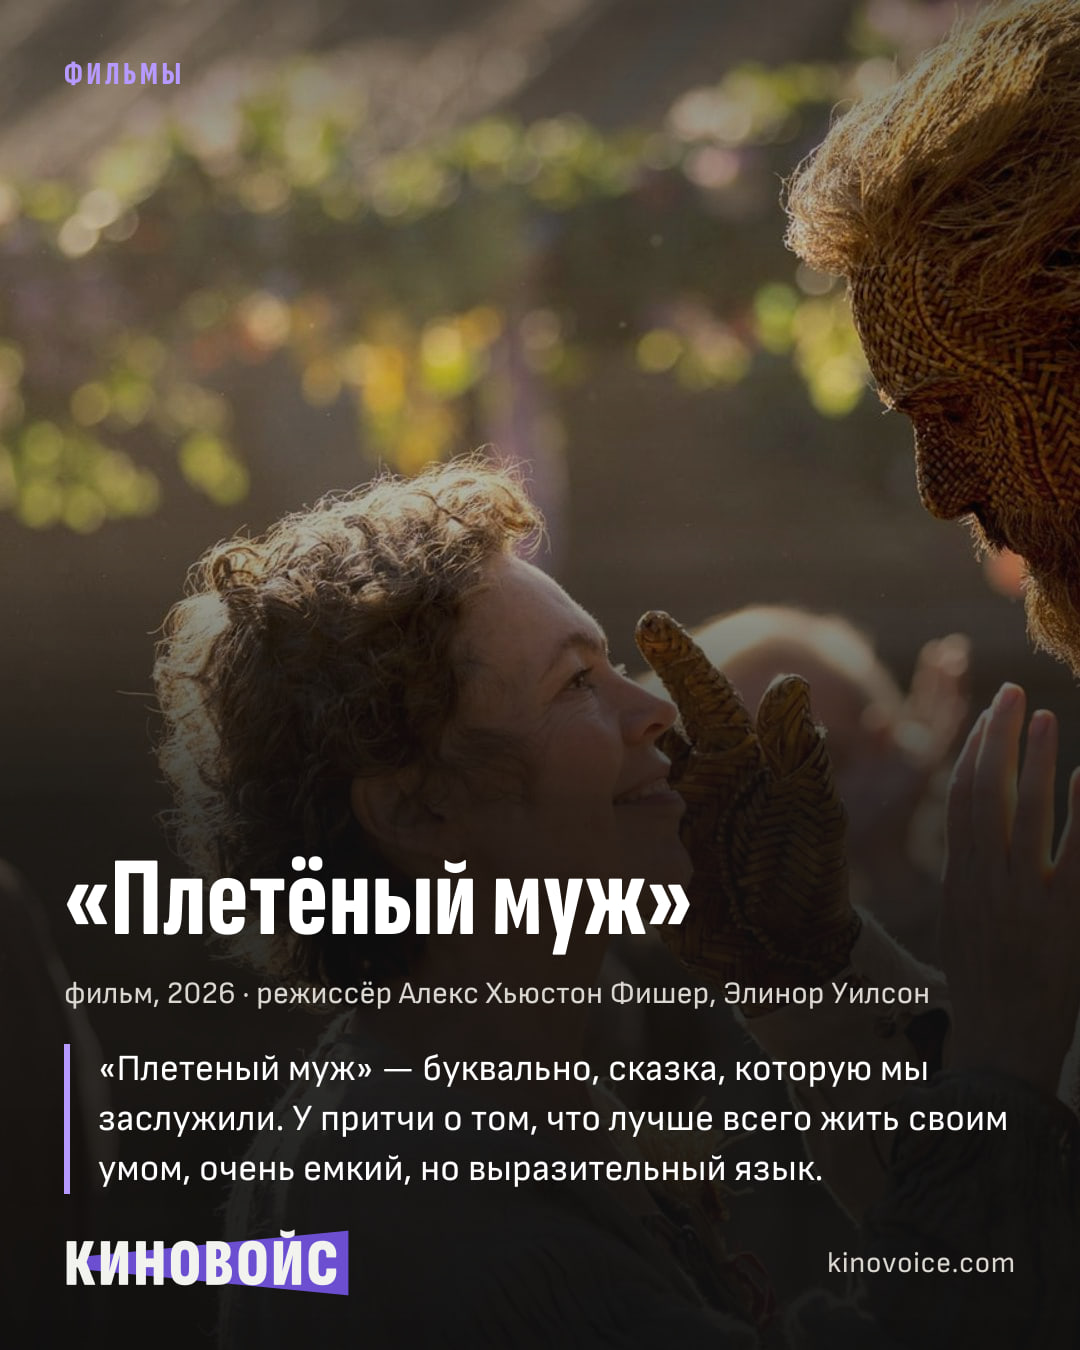 ФИЛЬМЫ
«Плетёный муж»
фильм, 2026 · режиссёр Алекс Хьюстон Фишер, Элинор Уилсон
«Плетеный муж» — буквально, сказка, которую мы
заслужили. У притчи о том, что лучше всего жить своим
умом, очень емкий, но выразительный язык.
КИНОВОЙС
kinovoice.com